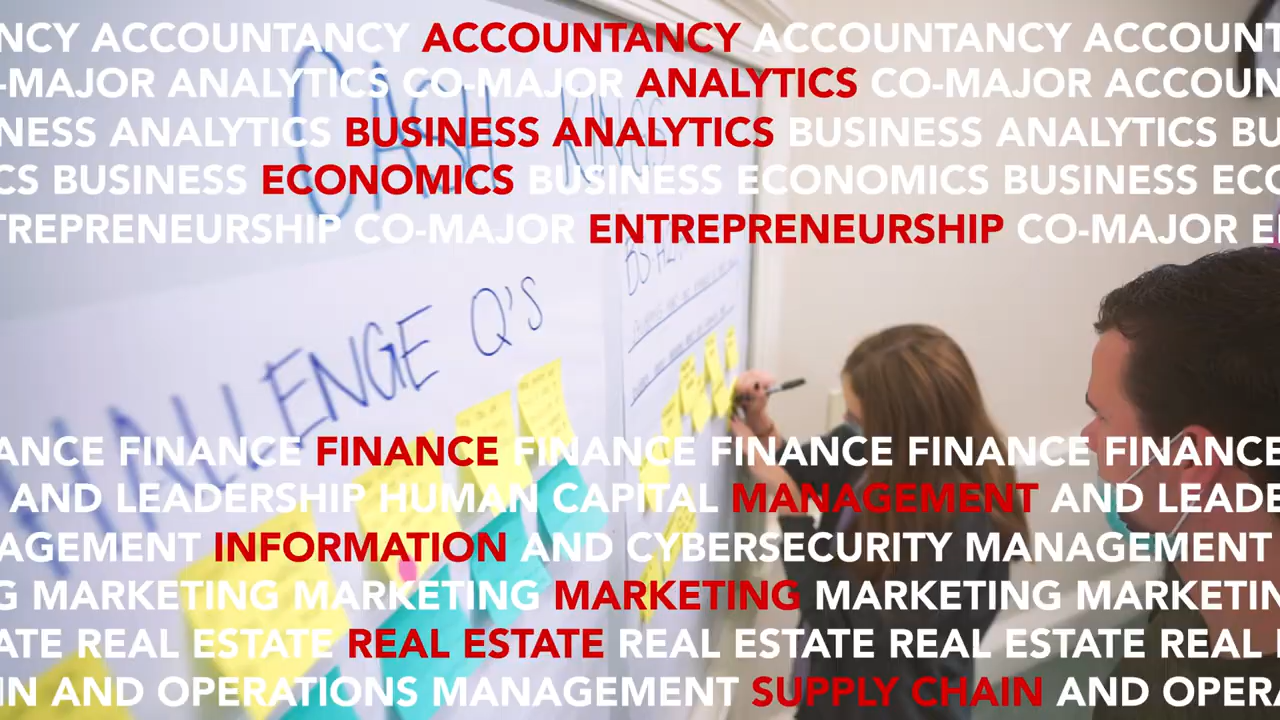 NCY ACCOUNTANCY ACCOUNTANCY ACCOUNTANCY ACCOUNT
-MAJOR ANALYTICS CO-MAJOR ANALYTICS CO-MAJOR ACCOUN
NESS ANALYTICS BUSINESS ANALYTICS BUSINESS ANALYTICS BU
CS BUSINESS ECONOMICS BUSINESS ECONOMICS BUSINESS ECO
TREPRENEURSHIP CO-MAJOR ENTREPRENEURSHIP CO-MAJOR E
CASH KINGS
CHALLENGE Q'S
ANCE FINANCE FINANCE FINANCE FINANCE FINANCE FINANCE
AND LEADERSHIP HUMAN CAPITAL MANAGEMENT AND LEADE
AGEMENT INFORMATION AND CYBERSECURITY MANAGEMENT
G MARKETING MARKETING MARKETING MARKETING MARKETIN
ATE REAL ESTATE REAL ESTATE REAL ESTATE REAL ESTATE REAL
IN AND OPERATIONS MANAGEMENT SUPPLY CHAIN AND OPERA